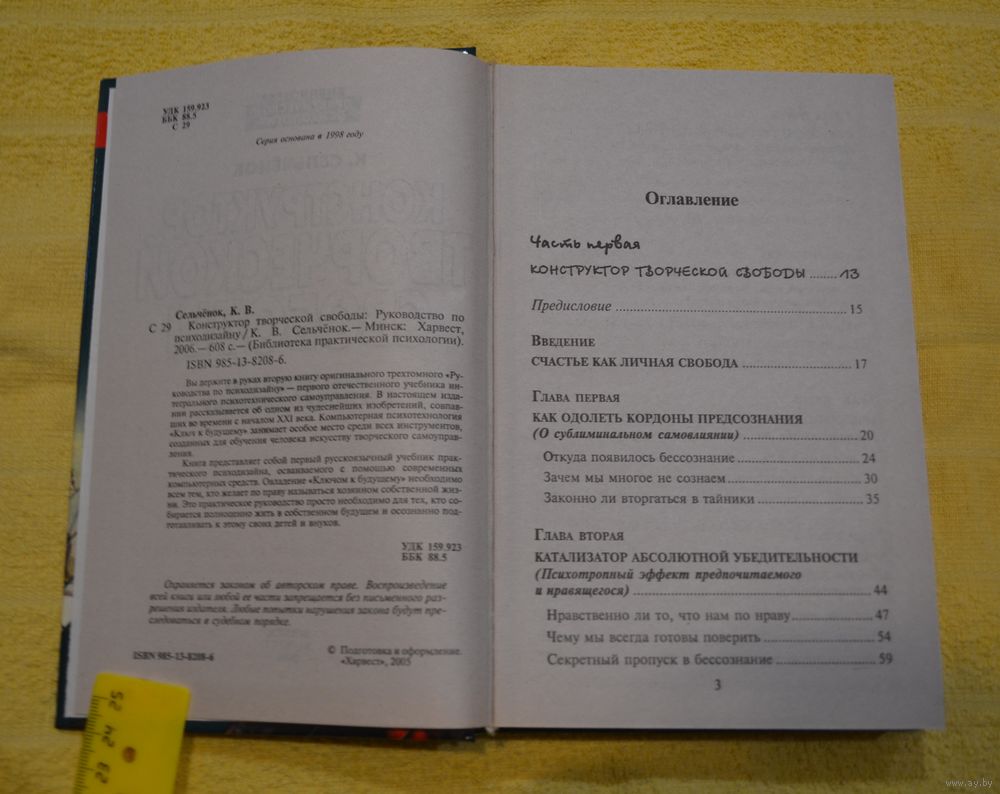 УДК 159.923
ББК 88.5
С 29
Серия основана в 1998 году
Сельчёнок, К. В.
С 29 Конструктор творческой свободы: Руководство по
психодизайну / К. В. Сельчёнок.— Минск: Харвест,
2006.— 608 с.— (Библиотека практической психологии).
ISBN 985-13-8208-6.
Вы держите в руках вторую книгу оригинального трехтомного «Ру-
ководства по психодизайну» — первого отечественного учебника ин-
тегрального психотехнического самоуправления. В настоящем изда-
нии рассказывается об одном из чудеснейших изобретений, совпав-
ших во времени с началом XXI века. Компьютерная психотехнология
«Ключ к будущему» занимает особое место среди всех инструментов,
созданных для обучения человека искусству творческого самоуправ-
ления.
Книга представляет собой первый русскоязычный учебник прак-
тического психодизайна, осваиваемого с помощью современных
компьютерных средств. Овладение «Ключом к будущему» необходимо
всем тем, кто желает по праву называться хозяином собственной жиз-
ни. Это практическое руководство просто необходимо для тех, кто со-
бирается полноценно жить в собственном будущем и осознанно под-
готавливать к этому своих детей и внуков.
УДК 159.923
ББК 88.5
Охраняется законом об авторском праве. Воспроизведение
всей книги или любой ее части запрещается без письменного раз-
решения издателя. Любые попытки нарушения закона будут пре-
следоваться в судебном порядке.
ISBN 985-13-8208-6
© Подготовка и оформление.
«Харвест», 2005
23 24 25
Оглавление
Часть первая
КОНСТРУКТОР ТВОРЧЕСКОЙ СВОБОДЫ ........ 13
Предисловие ........ 15
Введение
СЧАСТЬЕ КАК ЛИЧНАЯ СВОБОДА ........ 17
Глава первая
КАК ОДОЛЕТЬ КОРДОНЫ ПРЕДСОЗНАНИЯ
(О сублиминальном самовлиянии) ........ 20
Откуда появилось бессознание ........ 24
Зачем мы многое не сознаем ........ 30
Законно ли вторгаться в тайники ........ 35
Глава вторая
КАТАЛИЗАТОР АБСОЛЮТНОЙ УБЕДИТЕЛЬНОСТИ
(Психотропный эффект предпочитаемого
и нравящегося) ........ 44
Нравственно ли то, что нам по нраву ........ 47
Чему мы всегда готовы поверить ........ 54
Секретный пропуск в бессознание ........ 59
3
www.ay.by